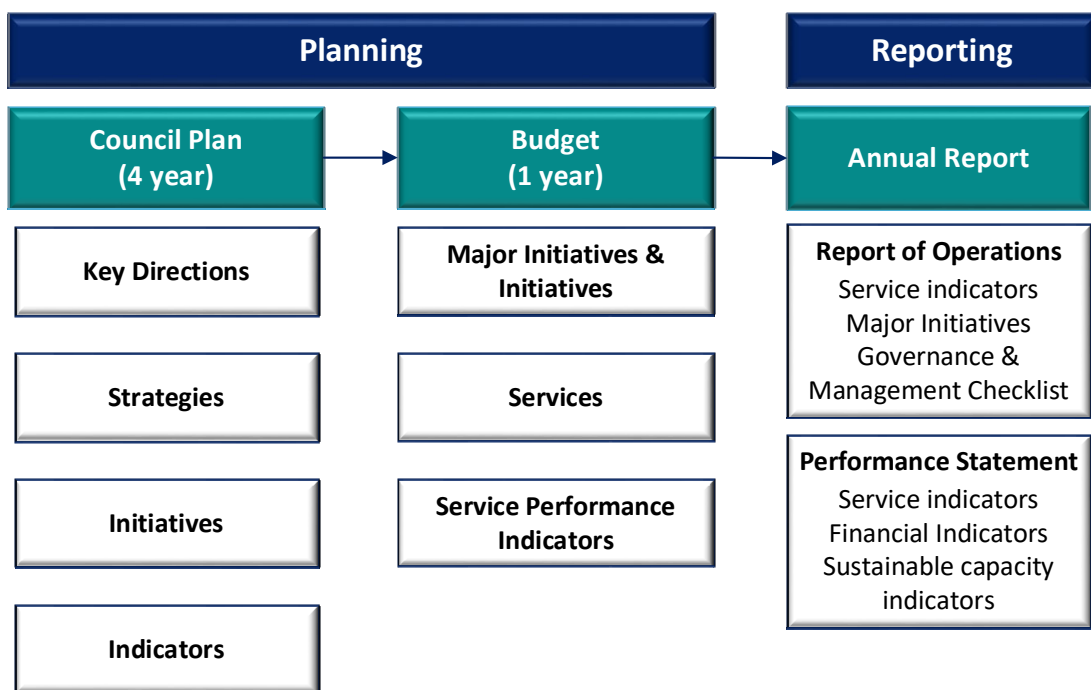 Planning
Reporting
Council Plan
(4 year)
Budget
(1 year)
Annual Report
Key Directions
Strategies
Initiatives
Indicators
Major Initiatives &
Initiatives
Services
Service Performance
Indicators
Report of Operations
Service indicators
Major Initiatives
Governance &
Management Checklist
Performance Statement
Service indicators
Financial Indicators
Sustainable capacity
indicators